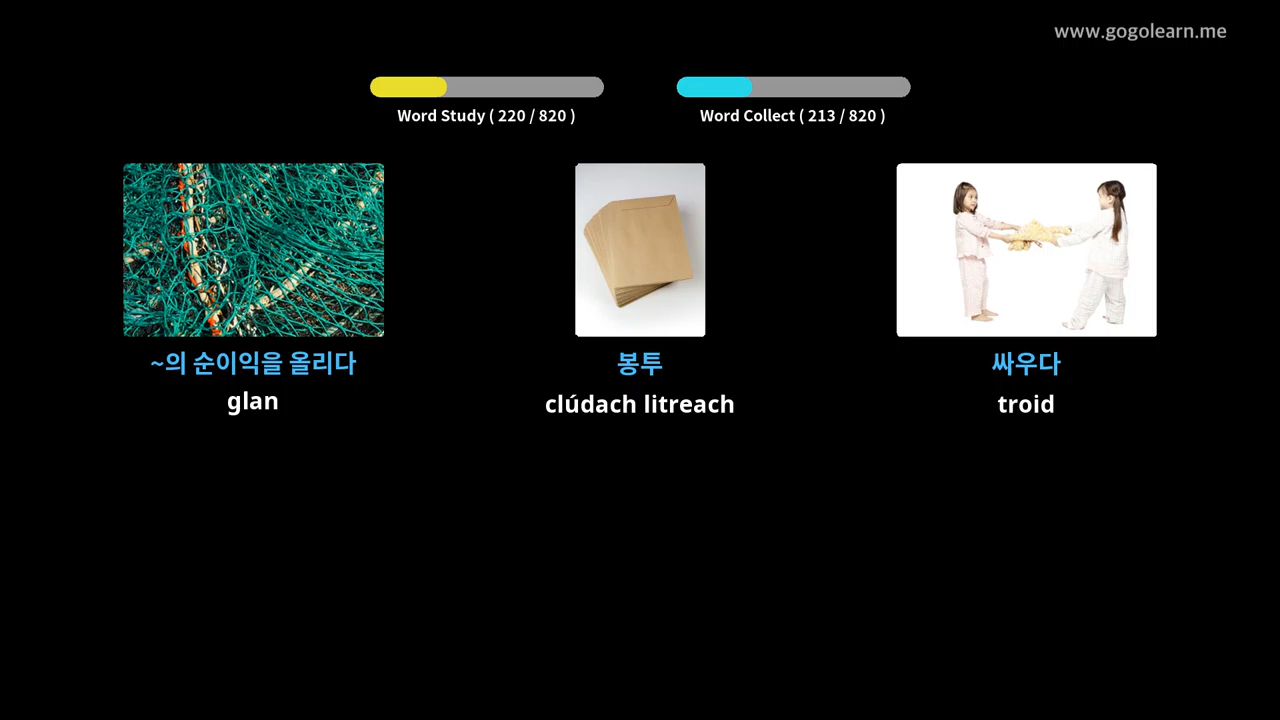 www.gogolearn.me
Word Study ( 220 / 820 )
Word Collect ( 213 / 820 )
~의 순이익을 올리다
봉투
싸우다
glan
clúdach litreach
troid